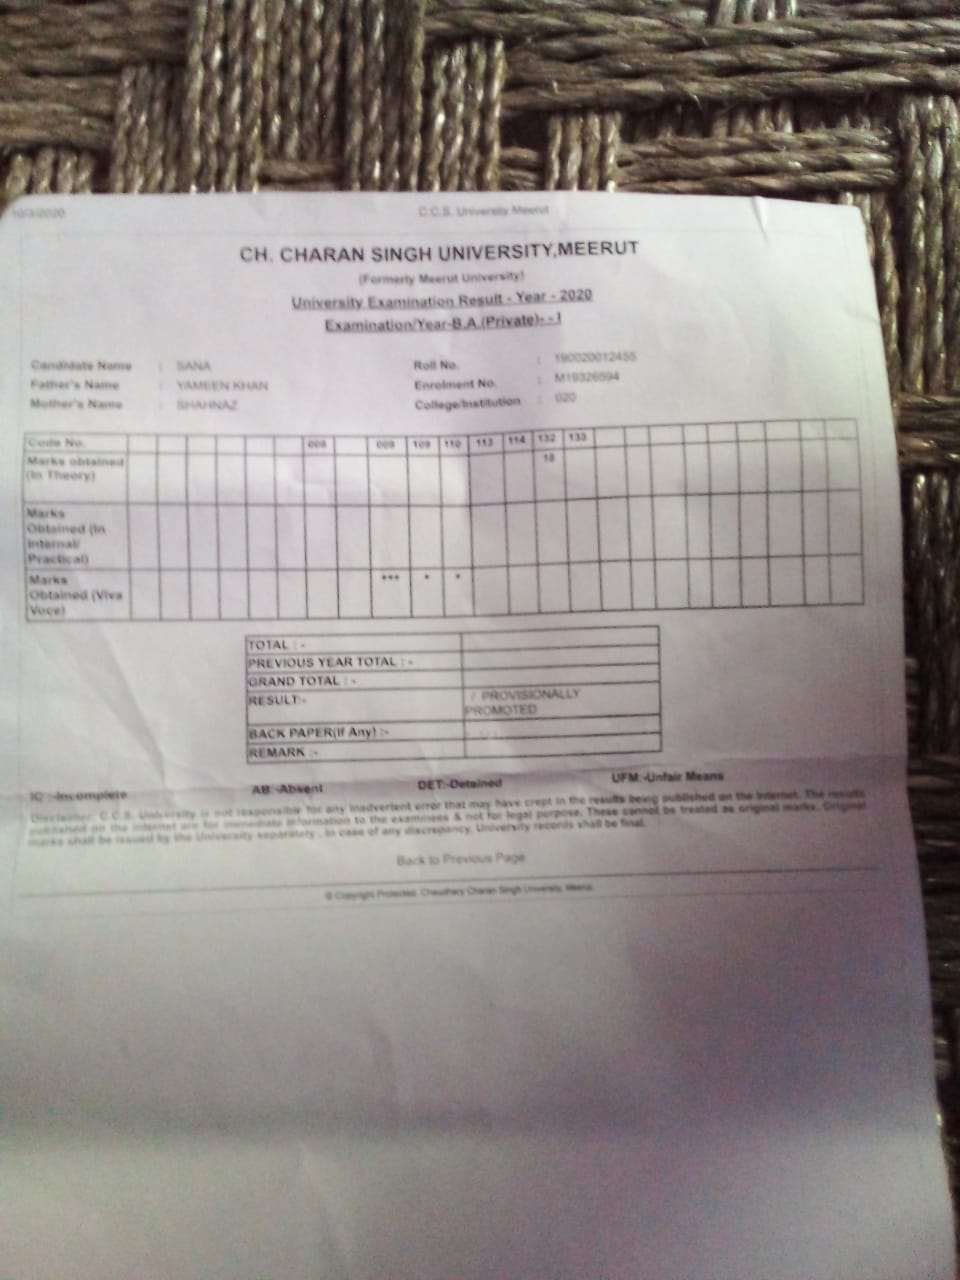 10/3/2020 C.C.S. University Meerut
CH. CHARAN SINGH UNIVERSITY,MEERUT
(Formerly Meerut University)
University Examination Result - Year - 2020
Examination/Year-B.A.(Private)- - I
Candidate Name : SANA Roll No. : 190020012455
Father's Name : YAMEEN KHAN Enrolment No. : M19326594
Mother's Name : SHAHNAZ College/Institution : 020
Code No. 009 109 110 113 114 132 133
Marks obtained 18
(In Theory)
Marks
Obtained (In
Internal/
Practical)
Marks *** * *
Obtained (Viva
Voce)
TOTAL : -
PREVIOUS YEAR TOTAL : -
GRAND TOTAL : -
RESULT:- / PROVISIONALLY
PROMOTED
BACK PAPER(If Any) :-
REMARK :-
IC :-Incomplete AB:-Absent DET:-Detained UFM:-Unfair Means
Disclaimer: C.C.S. University is not responsible for any inadvertent error that may have crept in the results being published on the Internet. The results
published on the internet are for immediate information to the examinees & not for legal purpose. These cannot be treated as original marks. Original
marks shall be issued by the University separately . In case of any discrepancy, University records shall be final.
Back to Previous Page
© Copyright Protected. Chaudhary Charan Singh University, Meerut.